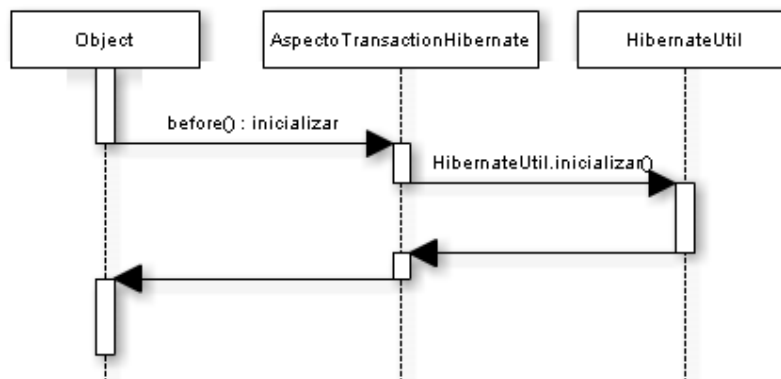 Object
AspectoTransactionHibernate
HibernateUtil
before() : inicializar
HibernateUtil.inicializar()